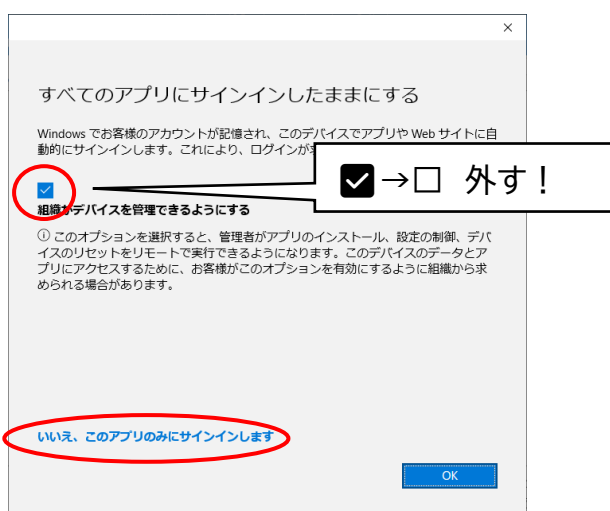 すべてのアプリにサインインしたままにする
Windows でお客様のアカウントが記憶され、このデバイスでアプリや Web サイトに自
動的にサインインします。これにより、ログインが
→□ 外す！
組織がデバイスを管理できるようにする
このオプションを選択すると、管理者がアプリのインストール、設定の制御、デバ
イスのリセットをリモートで実行できるようになります。このデバイスのデータとア
プリにアクセスするために、お客様がこのオプションを有効にするように組織から求
められる場合があります。
いいえ、このアプリのみにサインインします
OK